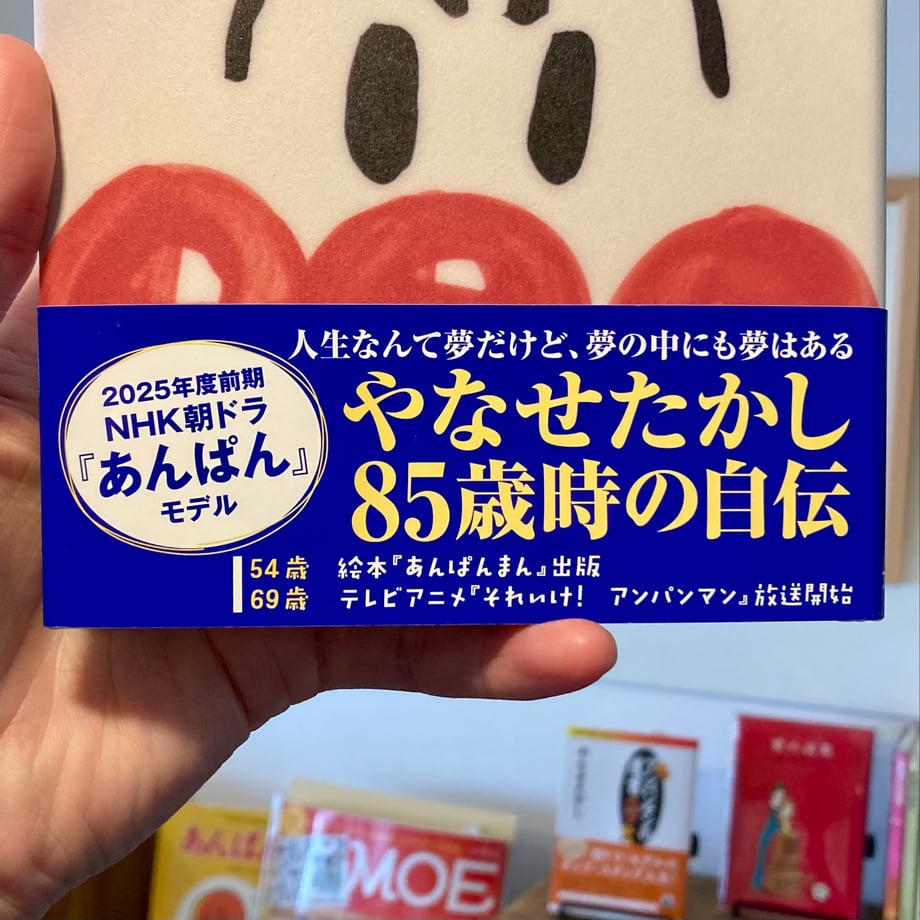 人生なんて夢だけど、夢の中にも夢はある
やなせたかし
85歳時の自伝
2025年度前期
NHK朝ドラ
『あんぱん』
モデル
54歳 絵本『あんぱんまん』出版
69歳 テレビアニメ『それいけ! アンパンマン』放送開始
あんぱ
MOE